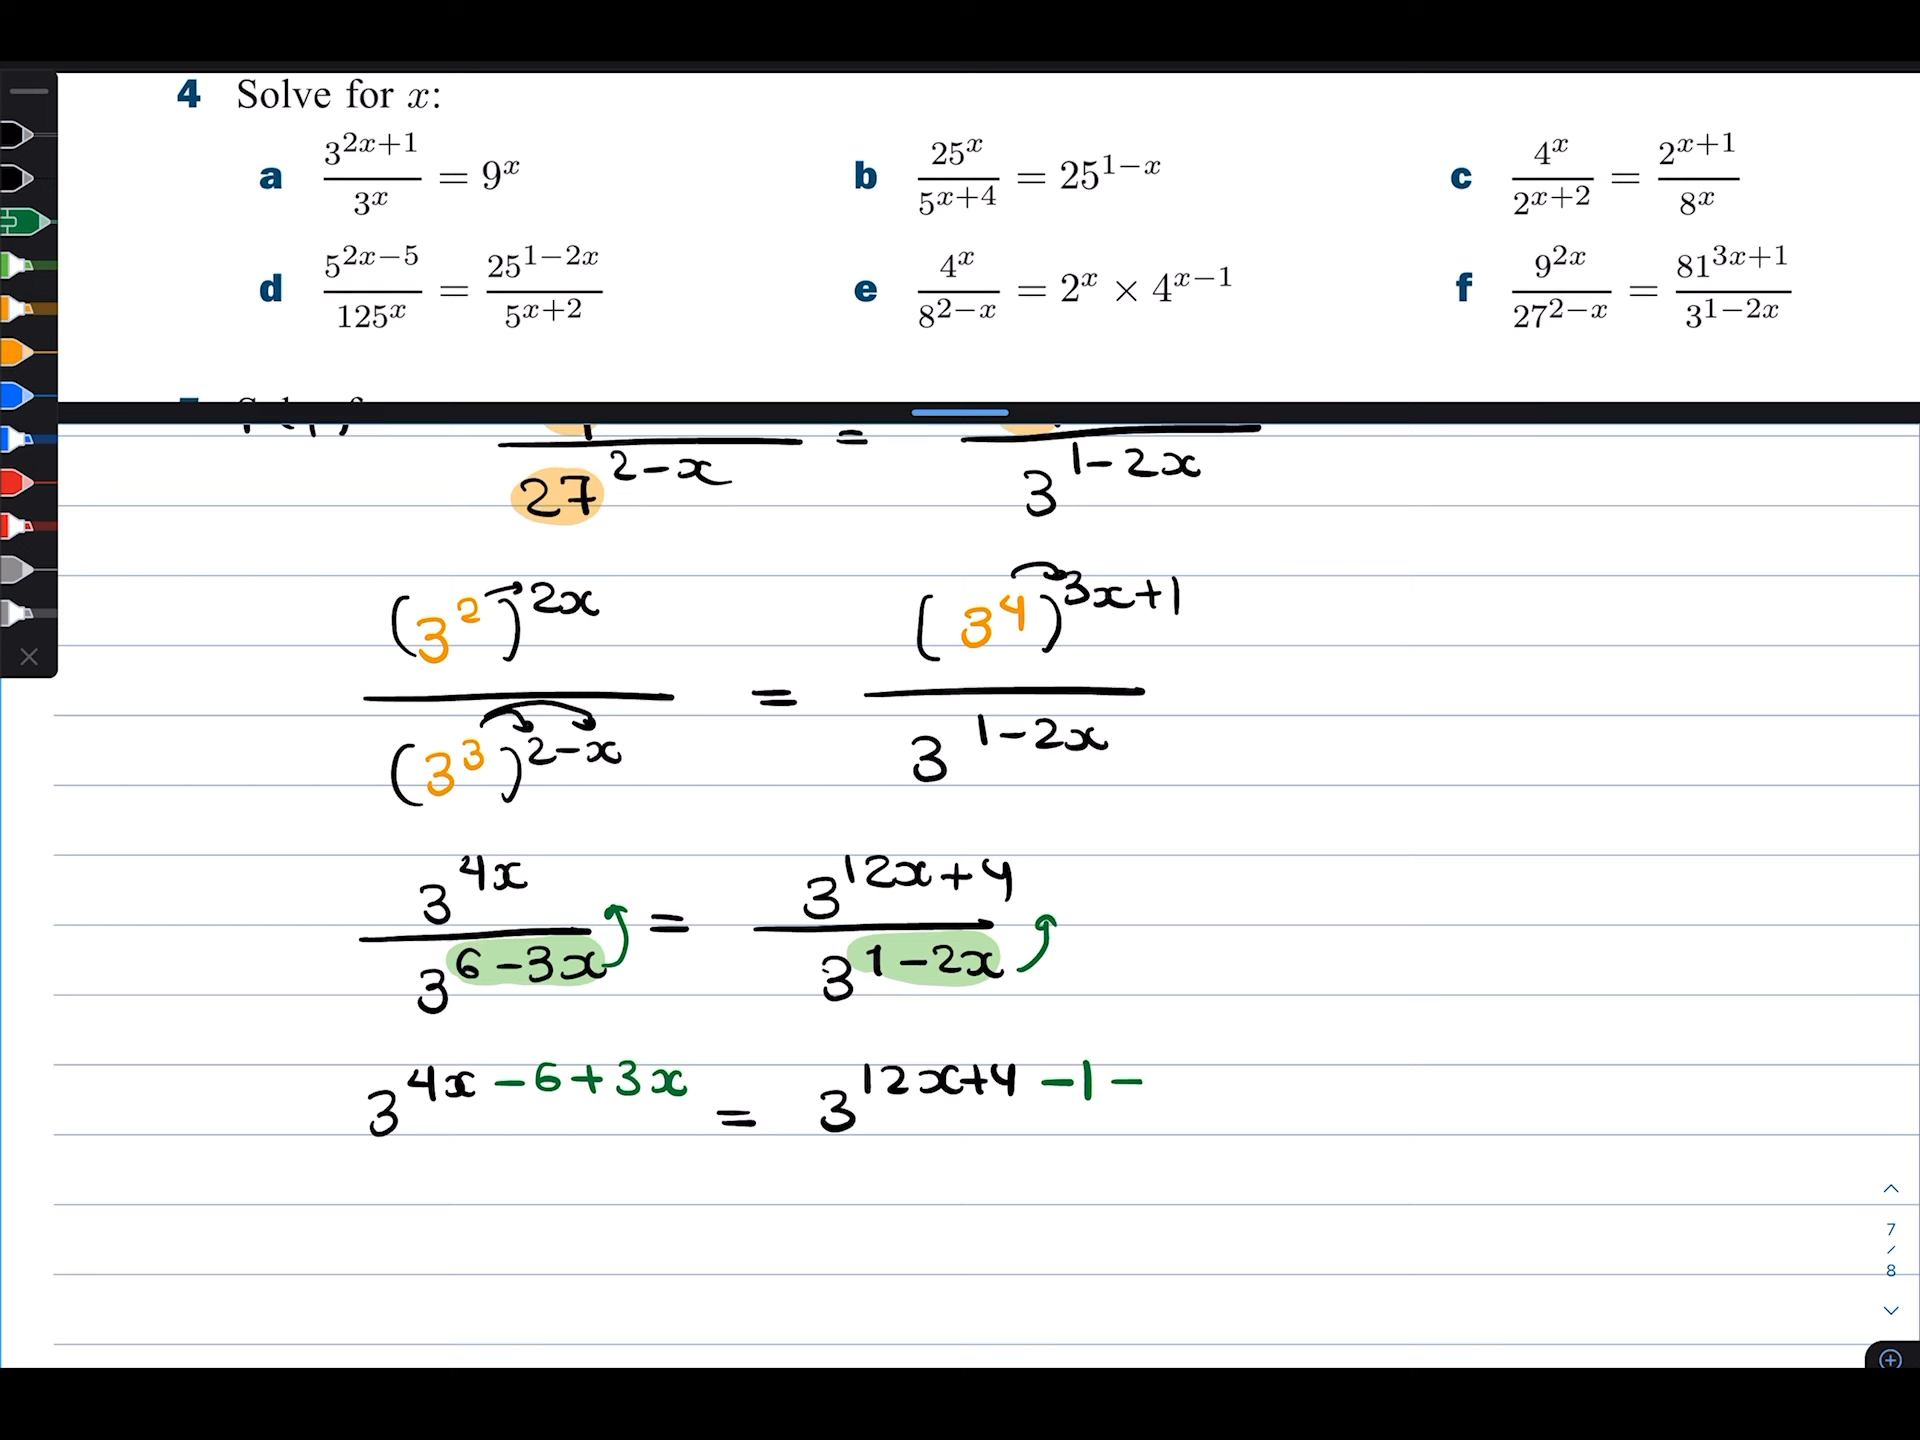 4 Solve for x:
a 3^{2x+1}/3^x = 9^x b 25^x/5^{x+4} = 25^{1−x} c 4^x/2^{x+2} = 2^{x+1}/8^x
d 5^{2x−5}/125^x = 25^{1−2x}/5^{x+2} e 4^x/8^{2−x} = 2^x × 4^{x−1} f 9^{2x}/27^{2−x} = 81^{3x+1}/3^{1−2x}
27^{2−x} = 3^{1−2x}
(3^2)^{2x}/(3^3)^{2−x} = (3^4)^{3x+1}/3^{1−2x}
3^{4x}/3^{6−3x} = 3^{12x+4}/3^{1−2x}
3^{4x−6+3x} = 3^{12x+4−1−
7
/
8